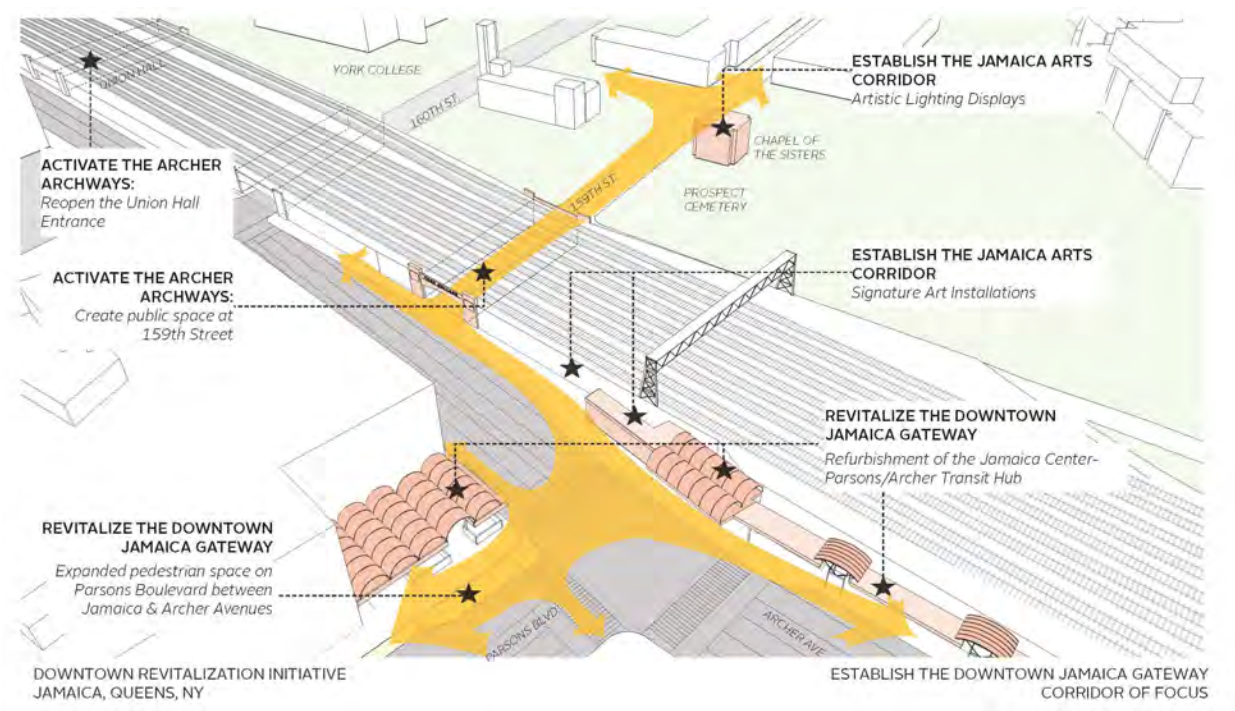 UNION HALL
YORK COLLEGE
160TH ST.
ESTABLISH THE JAMAICA ARTS
CORRIDOR
Artistic Lighting Displays
CHAPEL OF
THE SISTERS
ACTIVATE THE ARCHER
ARCHWAYS:
Reopen the Union Hall
Entrance
159TH ST.
PROSPECT
CEMETERY
ESTABLISH THE JAMAICA ARTS
CORRIDOR
Signature Art Installations
ACTIVATE THE ARCHER
ARCHWAYS:
Create public space at
159th Street
REVITALIZE THE DOWNTOWN
JAMAICA GATEWAY
Refurbishment of the Jamaica Center-
Parsons/Archer Transit Hub
REVITALIZE THE DOWNTOWN
JAMAICA GATEWAY
Expanded pedestrian space on
Parsons Boulevard between
Jamaica & Archer Avenues
PARSONS BLVD.
ARCHER AVE
DOWNTOWN REVITALIZATION INITIATIVE
JAMAICA, QUEENS, NY
ESTABLISH THE DOWNTOWN JAMAICA GATEWAY
CORRIDOR OF FOCUS